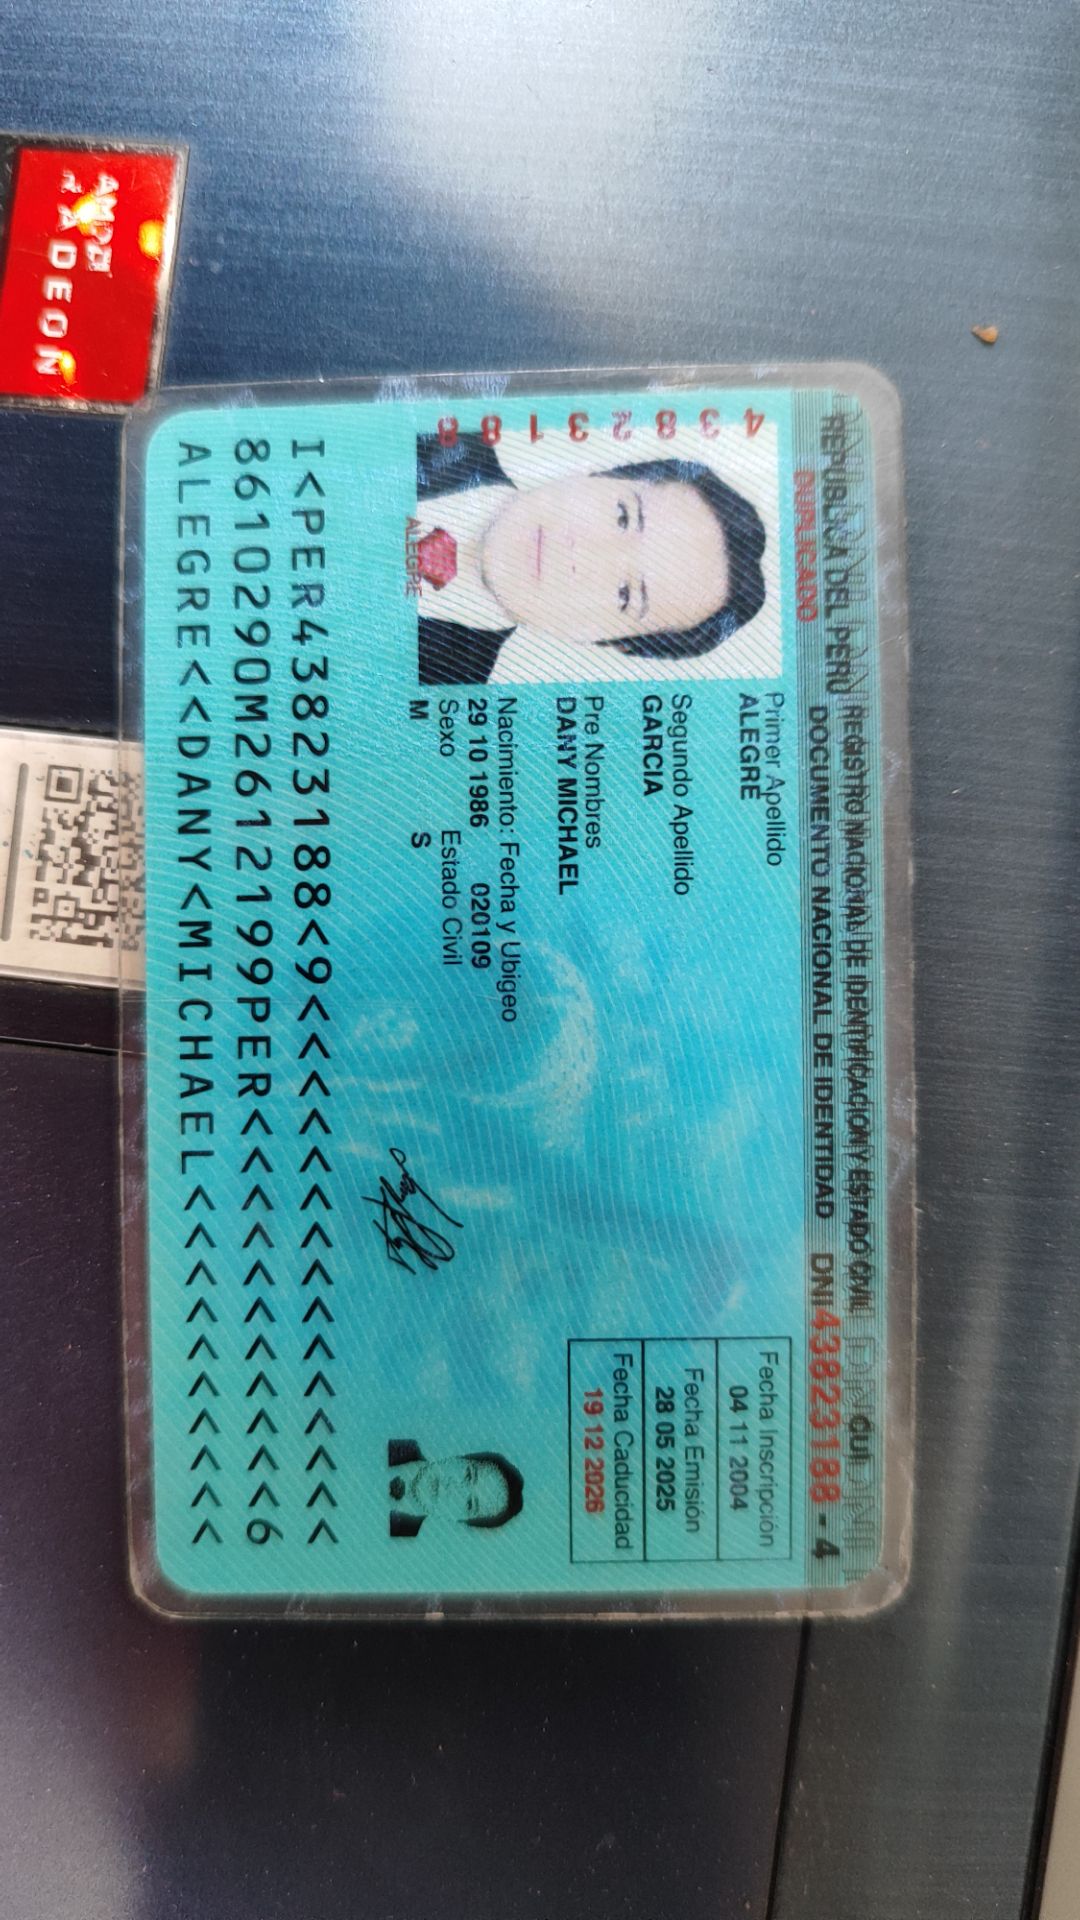 REPUBLICA DEL PERÚ REGISTRO NACIONAL DE IDENTIFICACION Y ESTADO CIVIL CUI
DUPLICADO
DOCUMENTO NACIONAL DE IDENTIDAD DNI 43823188 - 4
43823188
ALEGRE
Primer Apellido
ALEGRE
Segundo Apellido
GARCIA
Pre Nombres
DANY MICHAEL
Nacimiento: Fecha y Ubigeo
29 10 1986 020109
Sexo Estado Civil
M S
Fecha Inscripción
04 11 2004
Fecha Emisión
28 05 2025
Fecha Caducidad
19 12 2026
I<PER43823188<9<<<<<<<<<<<<<<<
8610290M2612199PER<<<<<<<<<<<6
ALEGRE<<DANY<MICHAEL<<<<<<<<<<
AMD
RADEON